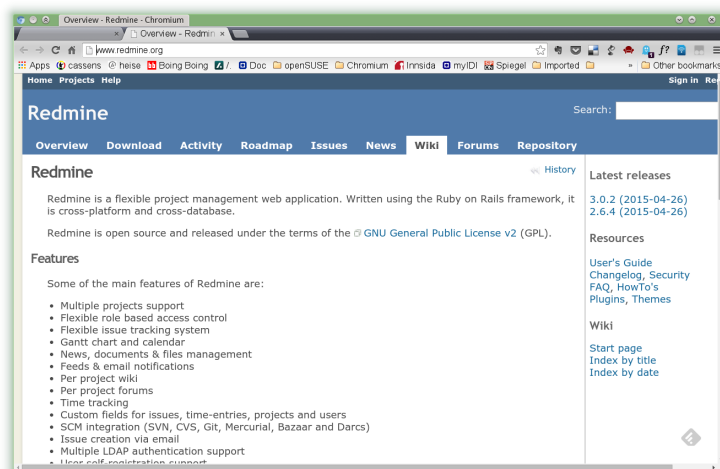 Overview - Redmine - Chromium
Overview - Redmin
www.redmine.org
Apps cassens heise Boing Boing /. Doc openSUSE Chromium Innsida myIDI Spiegel Imported » Other bookmarks
Home Projects Help Sign in Re
Redmine
Search:
Overview Download Activity Roadmap Issues News Wiki Forums Repository
Redmine
History
Redmine is a flexible project management web application. Written using the Ruby on Rails framework, it
is cross-platform and cross-database.
Redmine is open source and released under the terms of the GNU General Public License v2 (GPL).
Features
Some of the main features of Redmine are:
• Multiple projects support
• Flexible role based access control
• Flexible issue tracking system
• Gantt chart and calendar
• News, documents & files management
• Feeds & email notifications
• Per project wiki
• Per project forums
• Time tracking
• Custom fields for issues, time-entries, projects and users
• SCM integration (SVN, CVS, Git, Mercurial, Bazaar and Darcs)
• Issue creation via email
• Multiple LDAP authentication support
• User self-registration support
Latest releases
3.0.2 (2015-04-26)
2.6.4 (2015-04-26)
Resources
User's Guide
Changelog, Security
FAQ, HowTo's
Plugins, Themes
Wiki
Start page
Index by title
Index by date